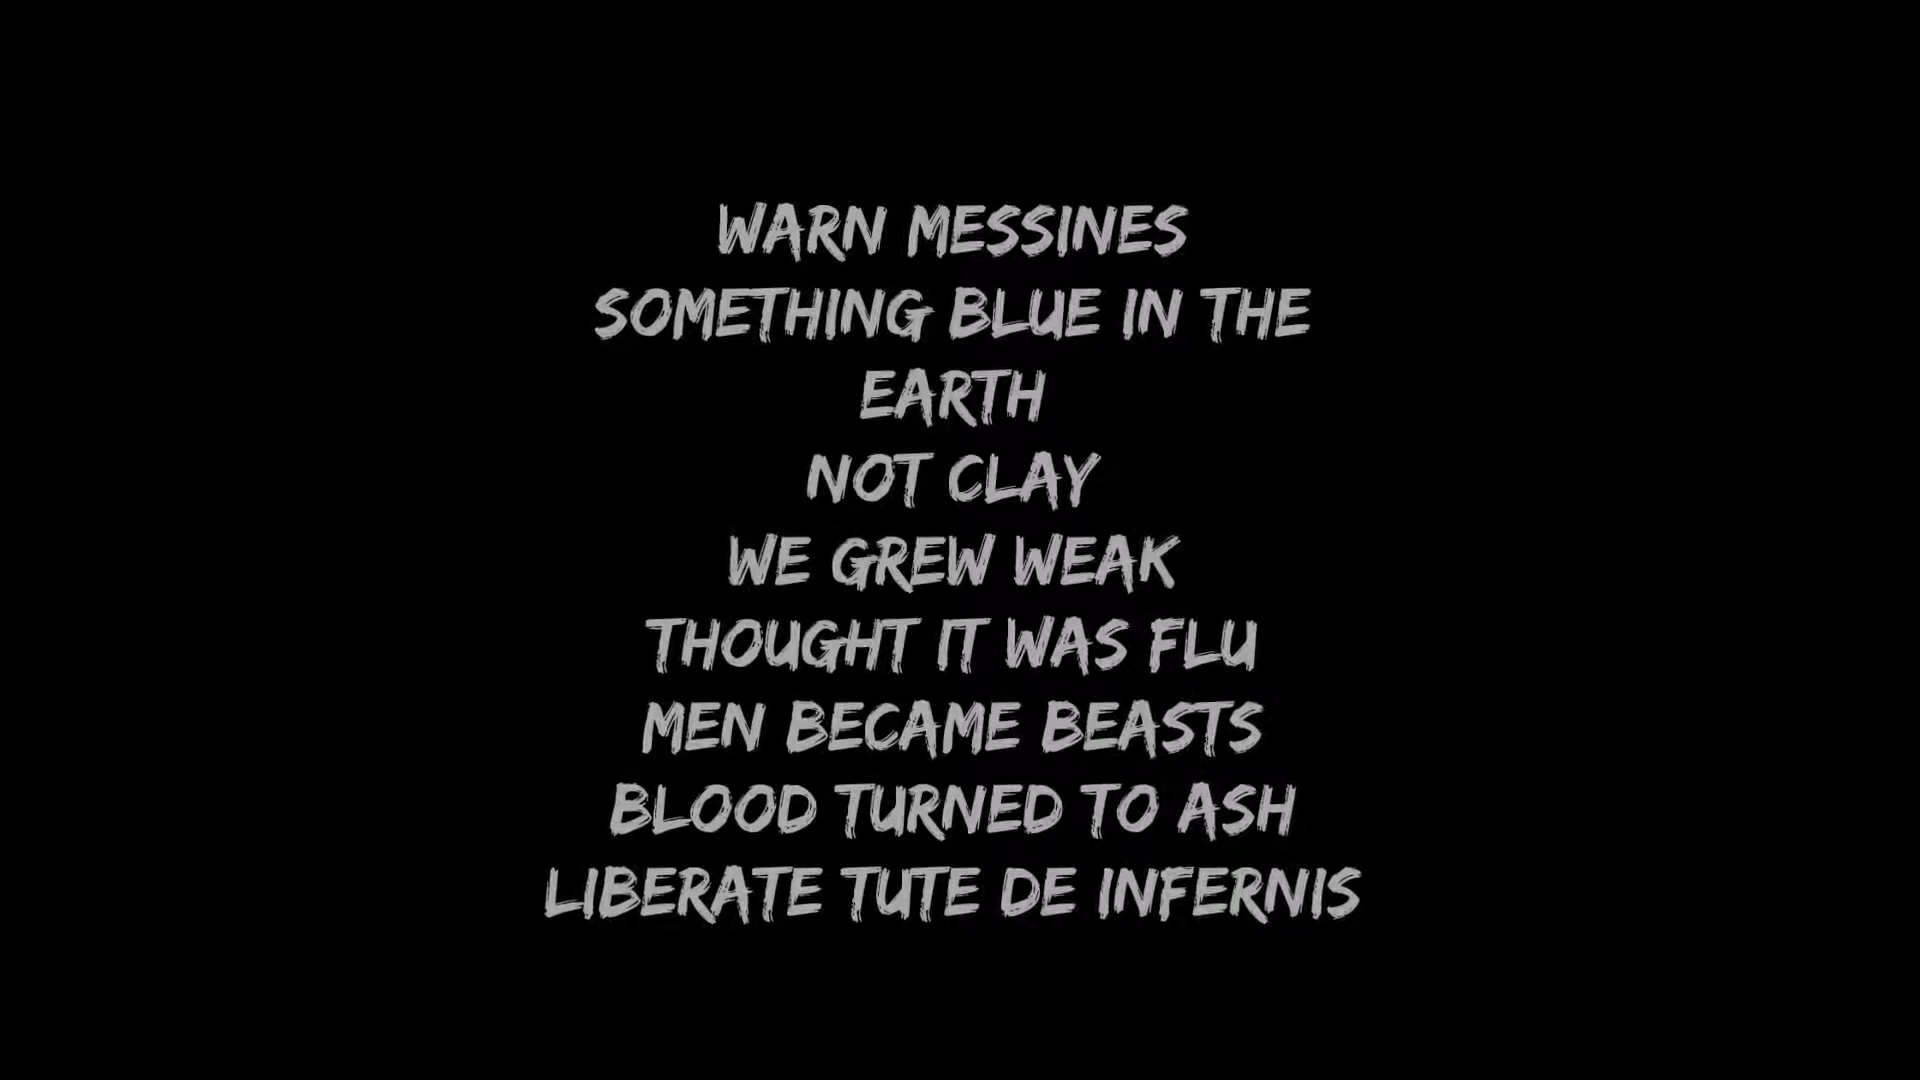 WARN MESSINES
SOMETHING BLUE IN THE
EARTH
NOT CLAY
WE GREW WEAK
THOUGHT IT WAS FLU
MEN BECAME BEASTS
BLOOD TURNED TO ASH
LIBERATE TUTE DE INFERNIS